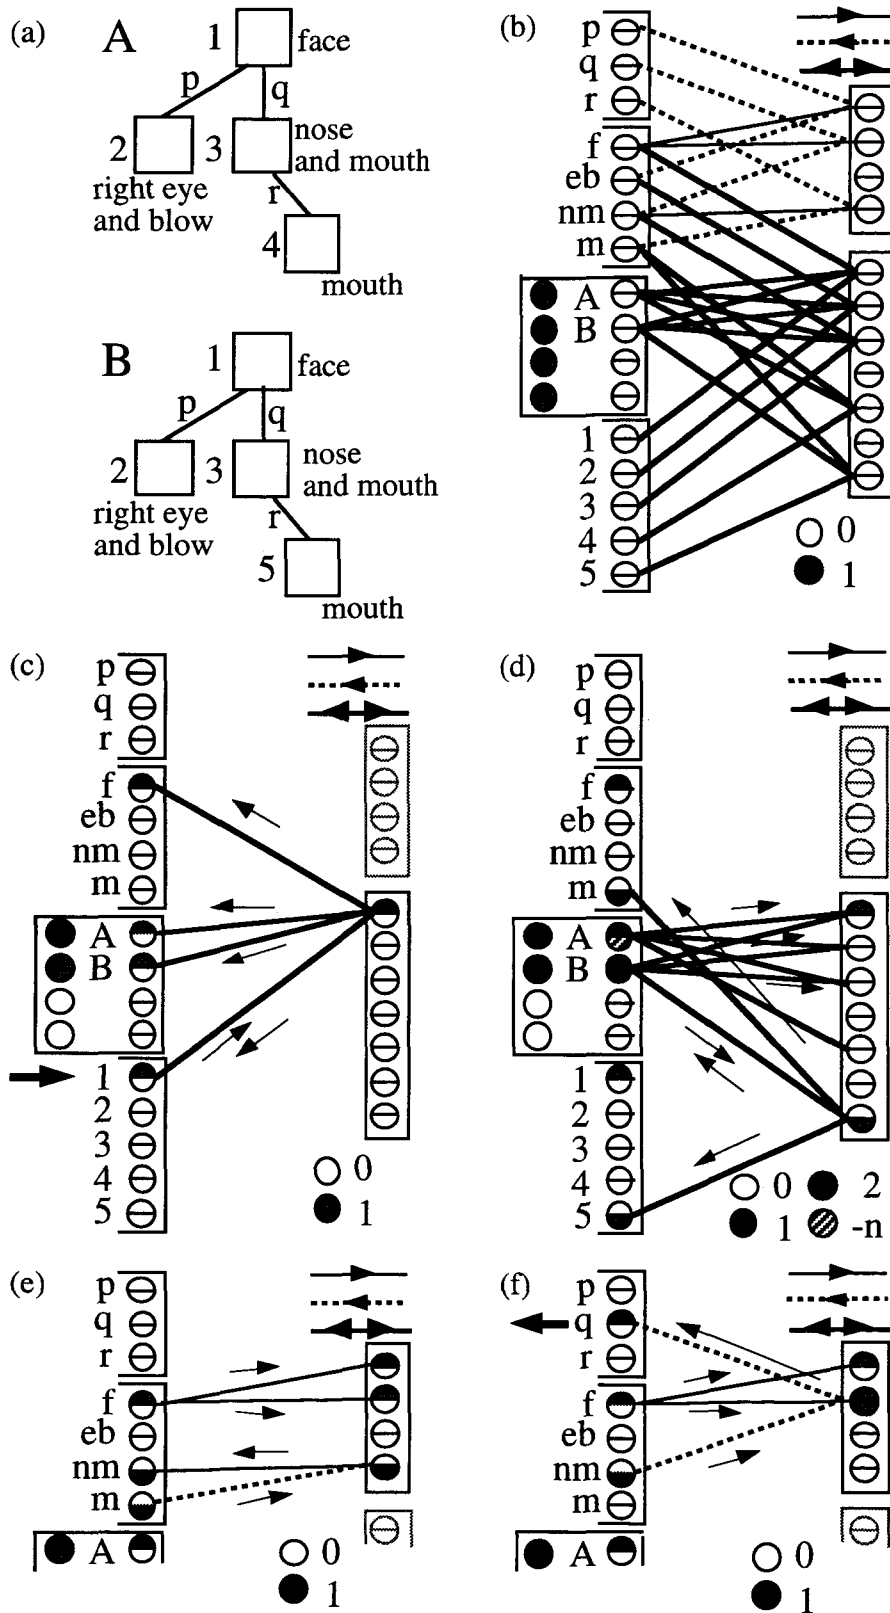 (a)
A
1
face
p
q
2
3
nose
and mouth
right eye
and blow
r
4
mouth
B
1
face
p
q
2
3
nose
and mouth
right eye
and blow
r
5
mouth
(b)
p
q
r
f
eb
nm
m
A
B
1
2
3
4
5
0
1
(c)
p
q
r
f
eb
nm
m
A
B
1
2
3
4
5
0
1
(d)
p
q
r
f
eb
nm
m
A
B
1
2
3
4
5
0
2
1
-n
(e)
p
q
r
f
eb
nm
m
A
0
1
(f)
p
q
r
f
eb
nm
m
A
0
1